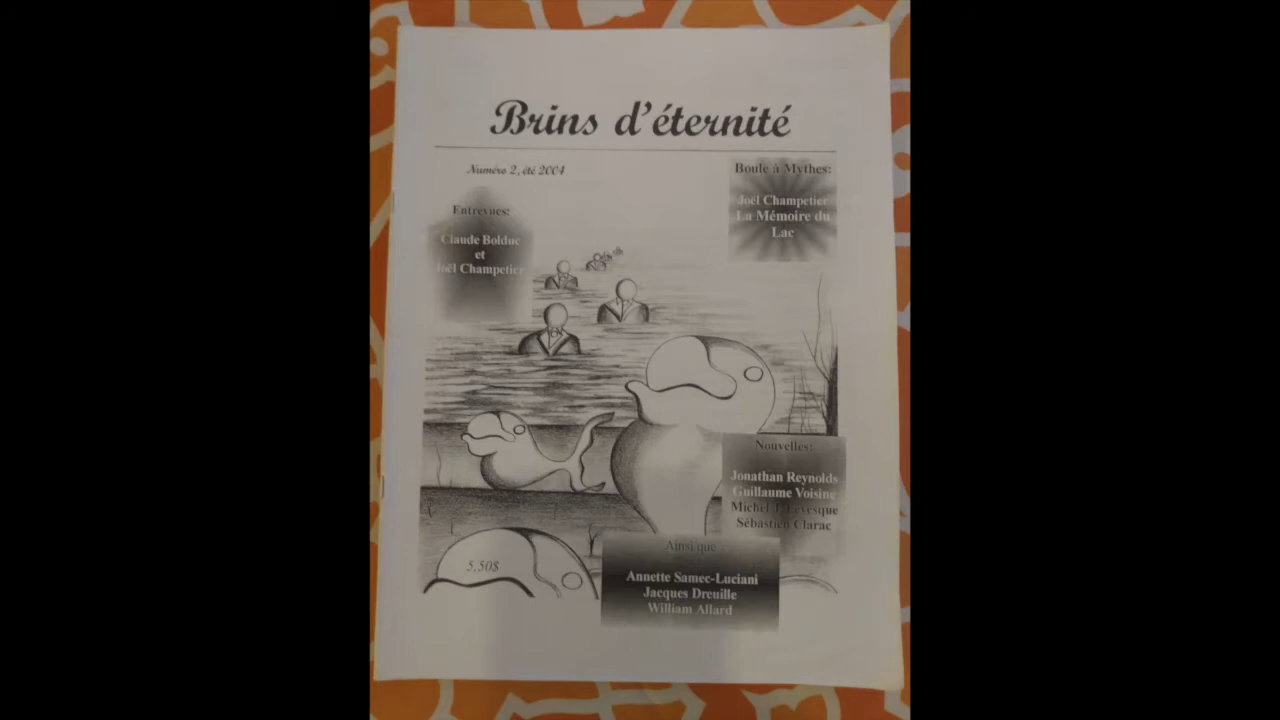 Brins d'éternité
Numéro 2, été 2004
Boule à Mythes:
Joël Champetier
La Mémoire du
Lac
Entrevues:
Claude Bolduc
et
Joël Champetier
Nouvelles:
Jonathan Reynolds
Guillaume Voisine
Michel J. Lévesque
Sébastien Clarac
5.50$
Ainsi que
Annette Samec-Luciani
Jacques Dreuille
William Allard